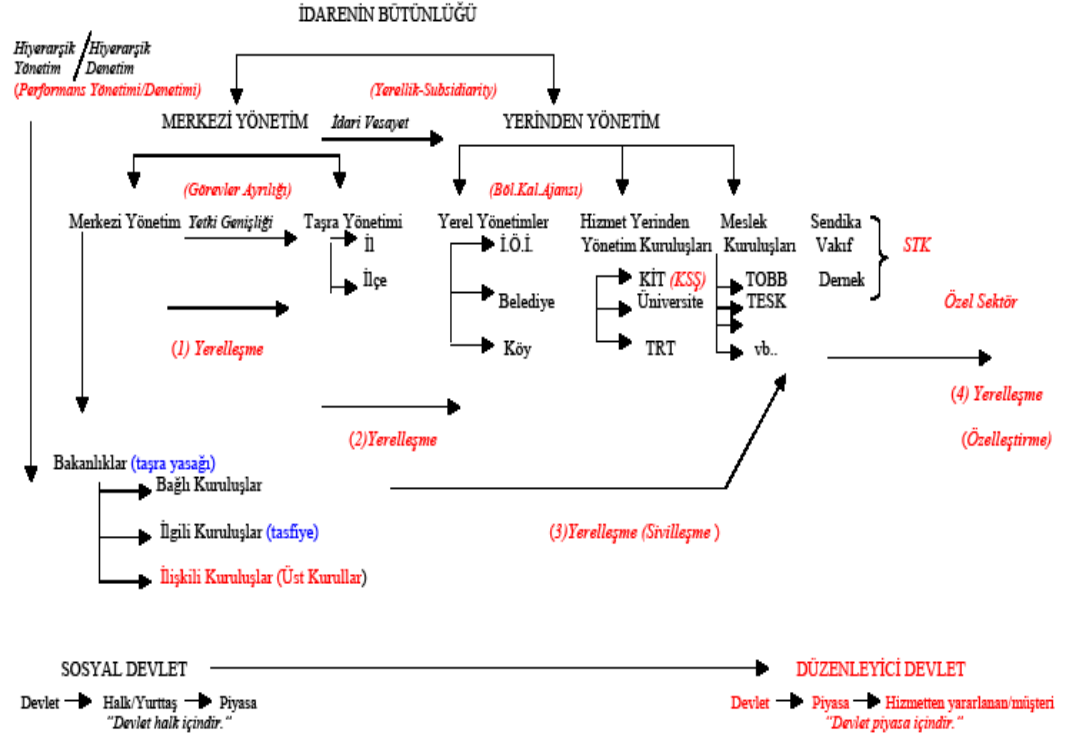 İDARENİN BÜTÜNLÜĞÜ
Hiyerarşik / Hiyerarşik
Yönetim Denetim
(Performans Yönetimi/Denetimi)
(Yerellik-Subsidiarity)
MERKEZİ YÖNETİM İdari Vesayet YERİNDEN YÖNETİM
(Görevler Ayrılığı) (Böl.Kal.Ajansı)
Merkezi Yönetim Yetki Genişliği Taşra Yönetimi Yerel Yönetimler Hizmet Yerinden Meslek Sendika
İl İ.Ö.İ. Yönetim Kuruluşları Kuruluşları Vakıf STK
İlçe KİT (KSŞ) TOBB Dernek
Belediye Üniversite TESK Özel Sektör
(1) Yerelleşme Köy TRT vb..
(4) Yerelleşme
(2)Yerelleşme (Özelleştirme)
Bakanlıklar (taşra yasağı)
Bağlı Kuruluşlar
İlgili Kuruluşlar (tasfiye) (3)Yerelleşme (Sivilleşme )
İlişkili Kuruluşlar (Üst Kurullar)
SOSYAL DEVLET DÜZENLEYİCİ DEVLET
Devlet Halk/Yurttaş Piyasa Devlet Piyasa Hizmetten yararlanan/müşteri
"Devlet halk içindir." "Devlet piyasa içindir."